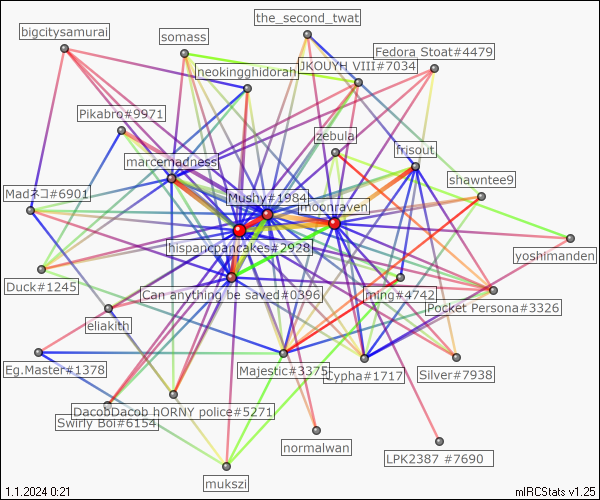 the_second_twat
bigcitysamurai
somass
Fedora Stoat#4479
JKOUYH VIII#7034
neokingghidorah
Pikabro#9971
zebula
frisout
marcemadness
shawntee9
Madネコ#6901
Mushy#1984
imoonraven
hispancpancakes#2928
yoshimanden
Duck#1245
Can anything be saved#0396
ming#4742
Pocket Persona#3326
eliakith
Eg.Master#1378
Majestic#3375
Cypha#1717
Silver#7938
DacobDacob hORNY police#5271
Swirly Boi#6154
normalwan
LPK2387 #7690
mukszi
1.1.2024 0:21
mIRCStats v1.25